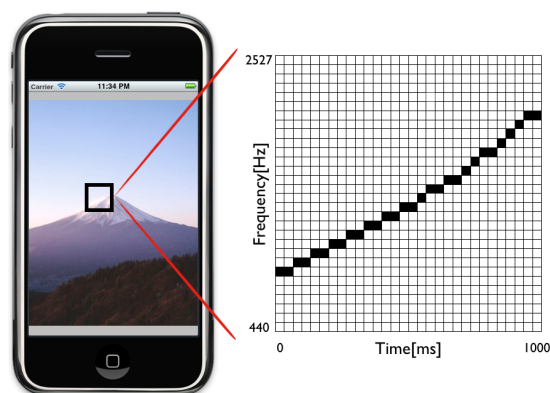 Carrier 11:34 PM
2527
Frequency[Hz]
440
0 Time[ms] 1000